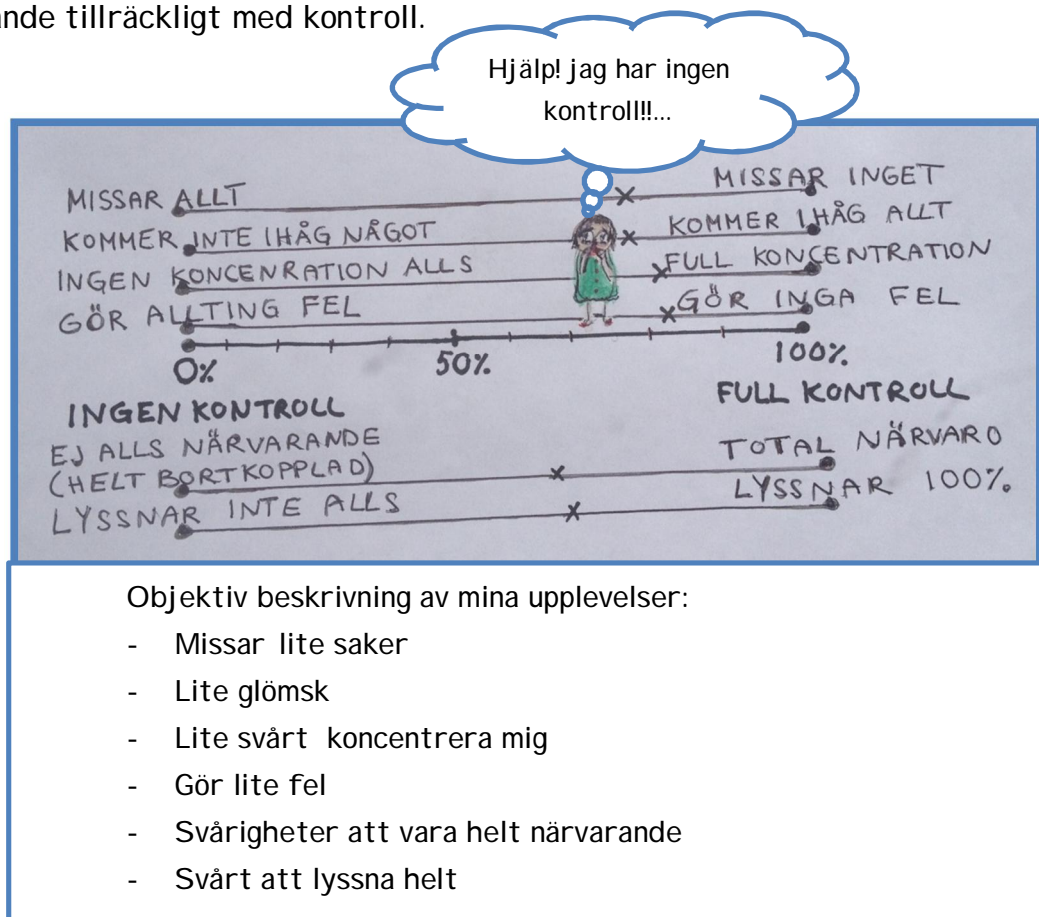 ande tillräckligt med kontroll.
Hjälp! jag har ingen
kontroll!!...
MISSAR ALLT MISSAR INGET
KOMMER INTE IHÅG NÅGOT KOMMER IHÅG ALLT
INGEN KONCENRATION ALLS FULL KONCENTRATION
GÖR ALLTING FEL GÖR INGA FEL
0% 50% 100%
INGEN KONTROLL FULL KONTROLL
EJ ALLS NÄRVARANDE TOTAL NÄRVARO
(HELT BORTKOPPLAD)
LYSSNAR INTE ALLS LYSSNAR 100%
Objektiv beskrivning av mina upplevelser:
- Missar lite saker
- Lite glömsk
- Lite svårt koncentrera mig
- Gör lite fel
- Svårigheter att vara helt närvarande
- Svårt att lyssna helt